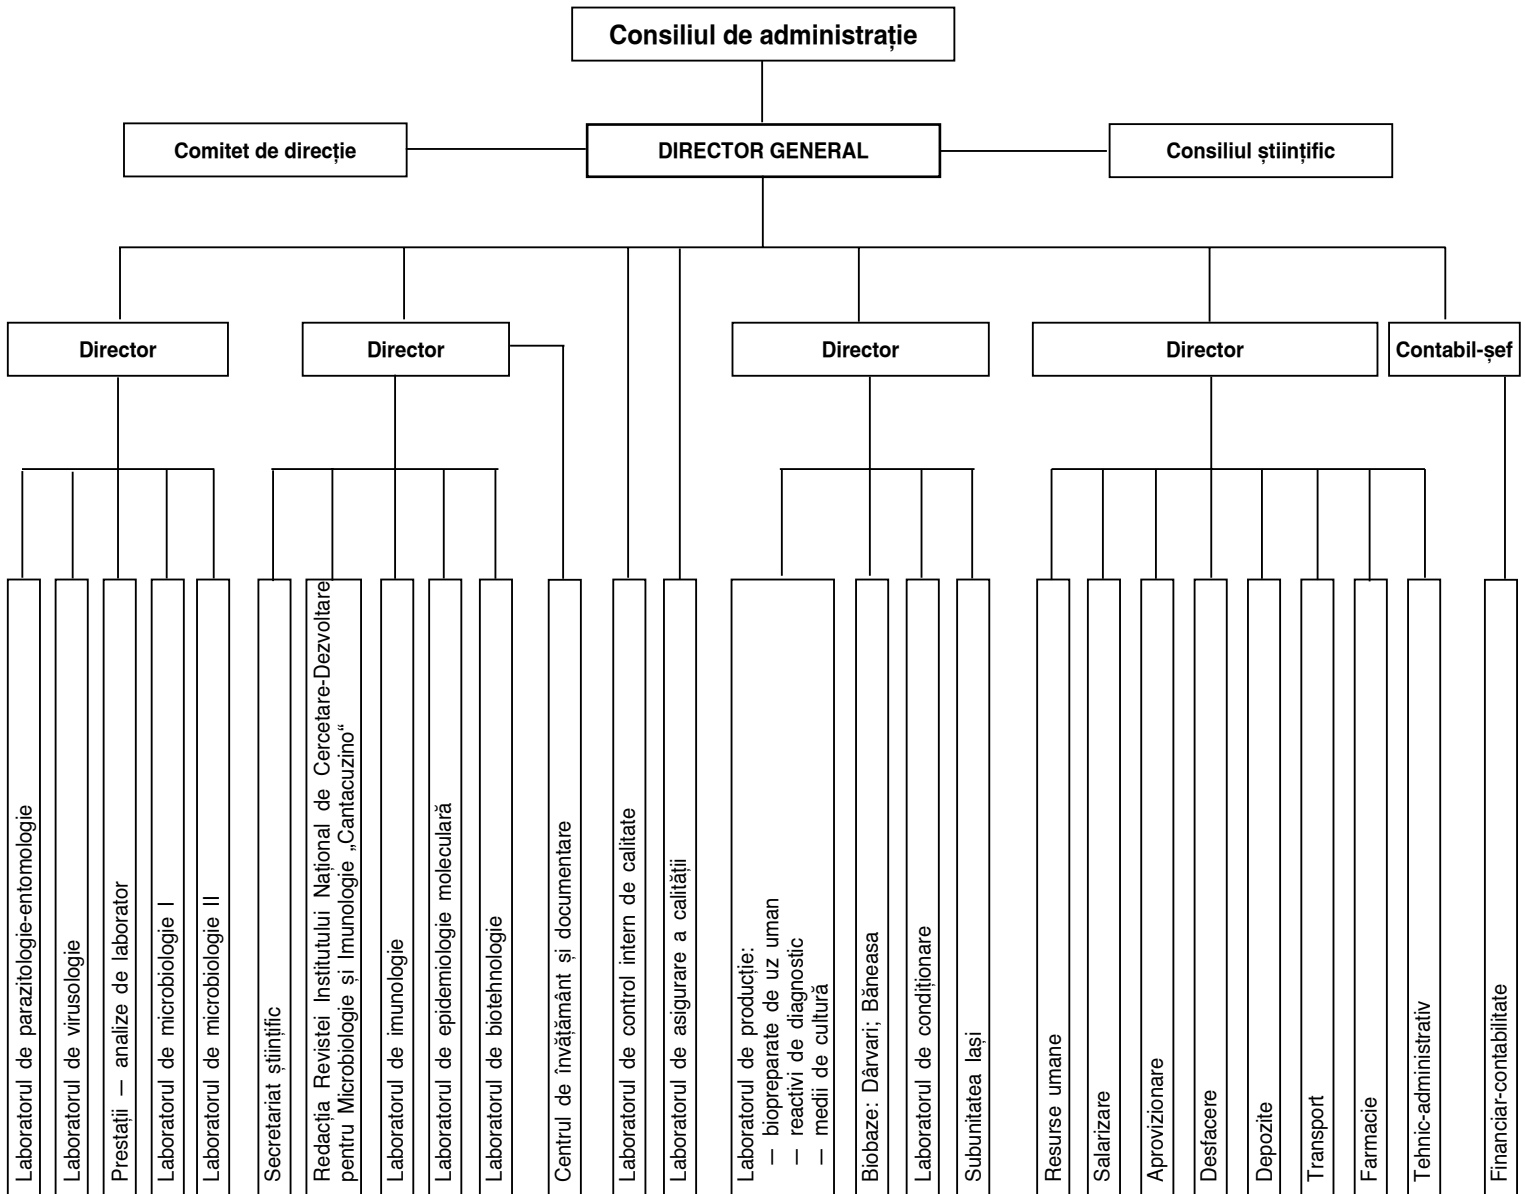 Consiliul de administrație
Comitet de direcție
DIRECTOR GENERAL
Consiliul științific
Director
Director
Director
Director
Contabil-șef
Laboratorul de parazitologie-entomologie
Laboratorul de virusologie
Prestații — analize de laborator
Laboratorul de microbiologie I
Laboratorul de microbiologie II
Secretariat științific
Redacția Revistei Institutului Național de Cercetare-Dezvoltare
pentru Microbiologie și Imunologie „Cantacuzino“
Laboratorul de imunologie
Laboratorul de epidemiologie moleculară
Laboratorul de biotehnologie
Centrul de învățământ și documentare
Laboratorul de control intern de calitate
Laboratorul de asigurare a calității
Laboratorul de producție:
— biopreparate de uz uman
— reactivi de diagnostic
— medii de cultură
Biobaze: Dârvari; Băneasa
Laboratorul de condiționare
Subunitatea Iași
Resurse umane
Salarizare
Aprovizionare
Desfacere
Depozite
Transport
Farmacie
Tehnic-administrativ
Financiar-contabilitate